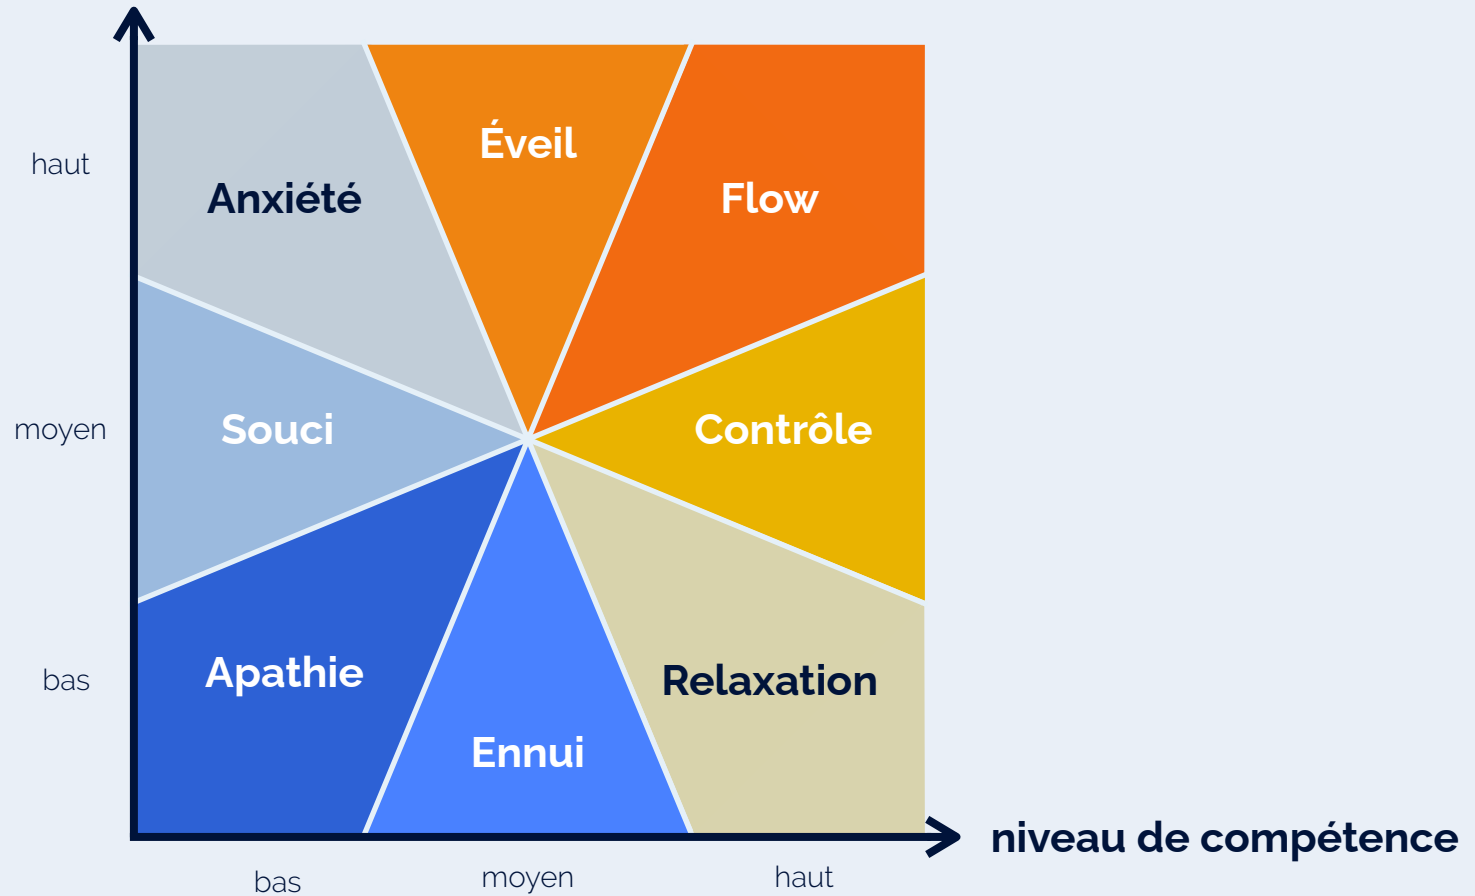 Éveil
haut
Anxiété
Flow
moyen
Souci
Contrôle
bas
Apathie
Relaxation
Ennui
niveau de compétence
bas
moyen
haut